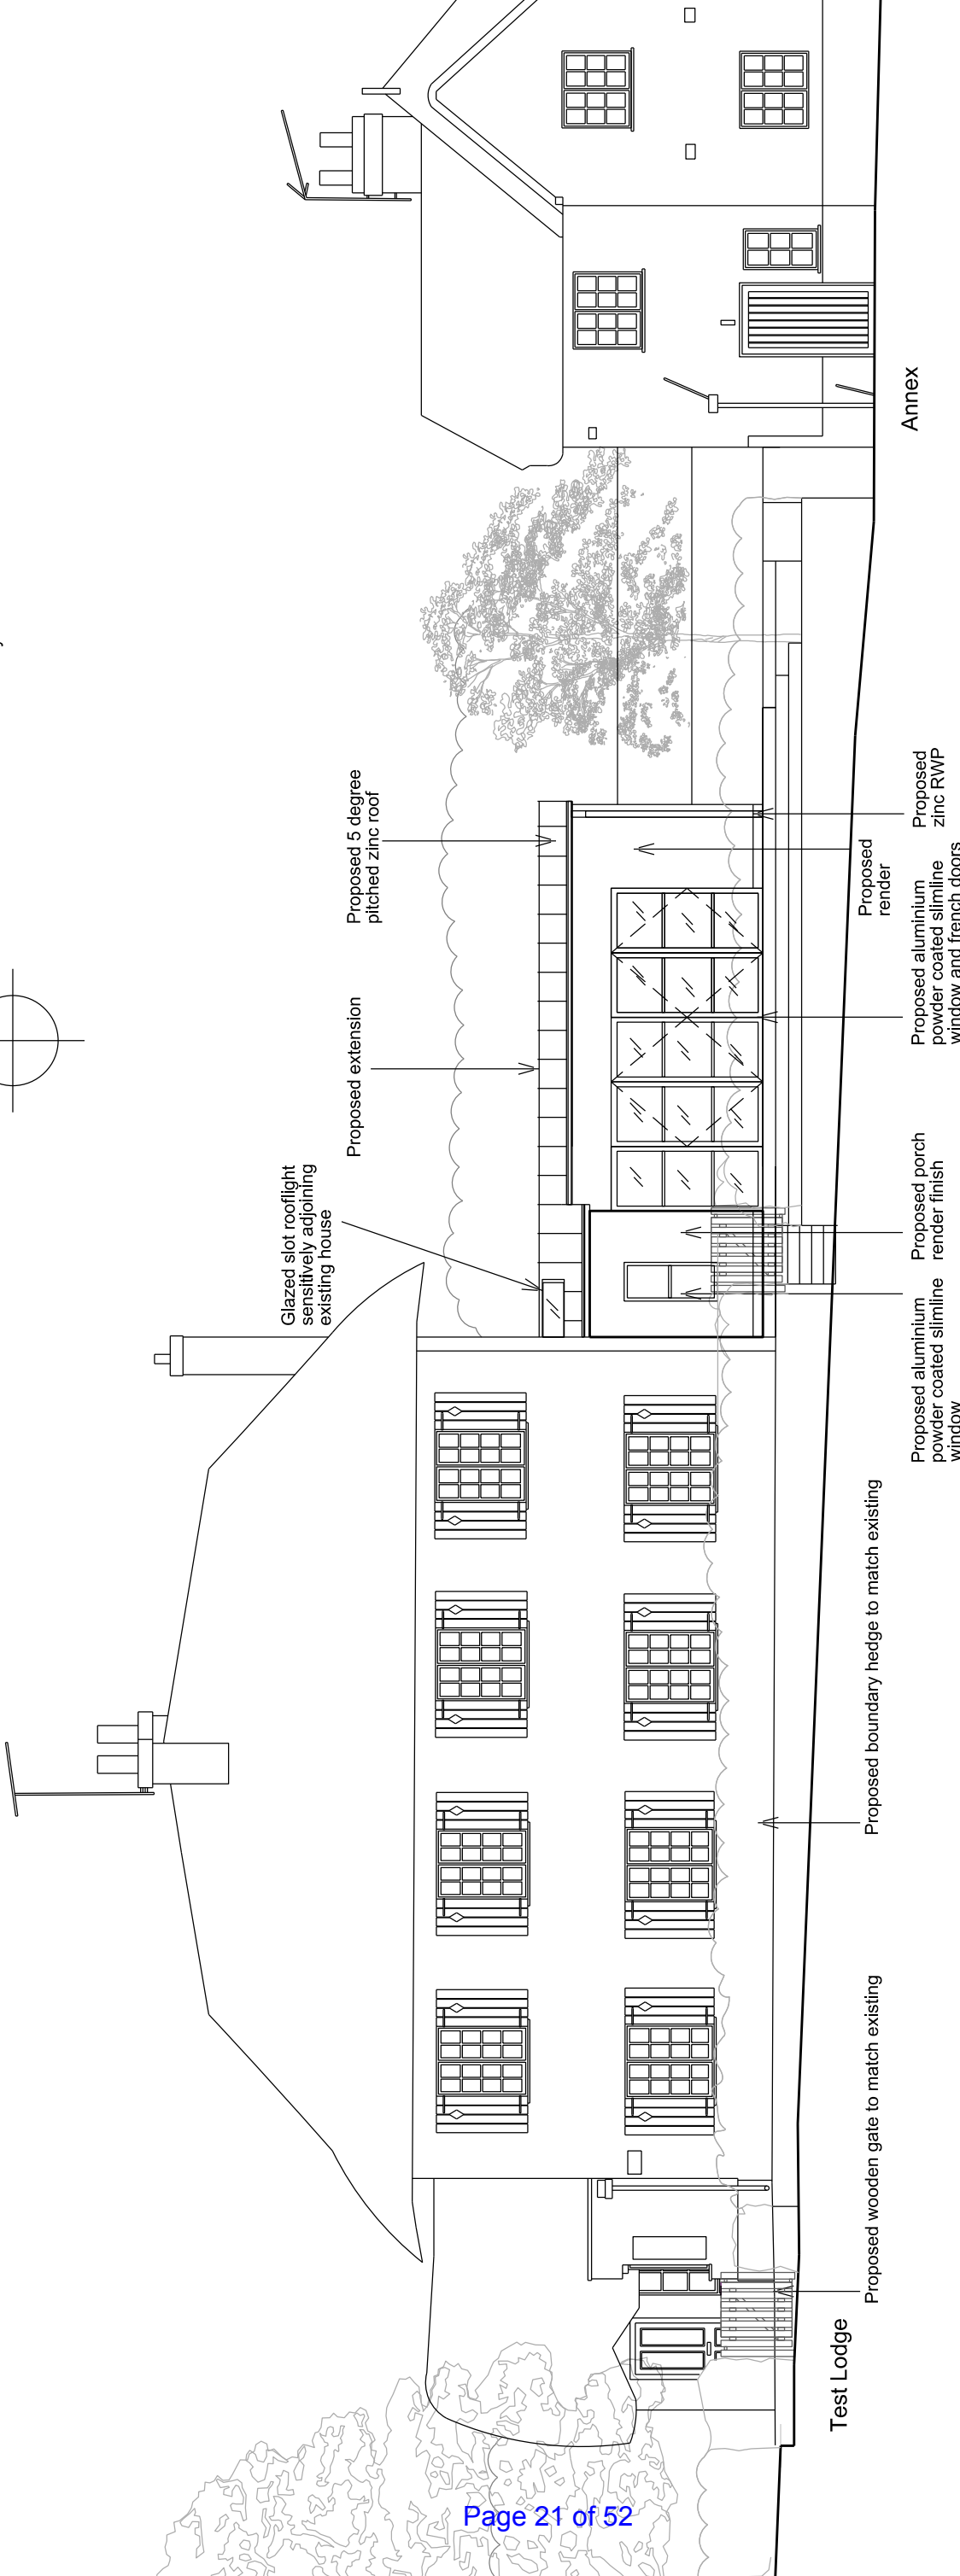 Glazed slot rooflight
sensitively adjoining
existing house
Proposed extension
Proposed 5 degree
pitched zinc roof
Test Lodge
Proposed wooden gate to match existing
Proposed boundary hedge to match existing
Proposed aluminium
powder coated slimline
window
Proposed porch
render finish
Proposed aluminium
powder coated slimline
window and french doors
Proposed
render
Proposed
zinc RWP
Annex
Page 21 of 52